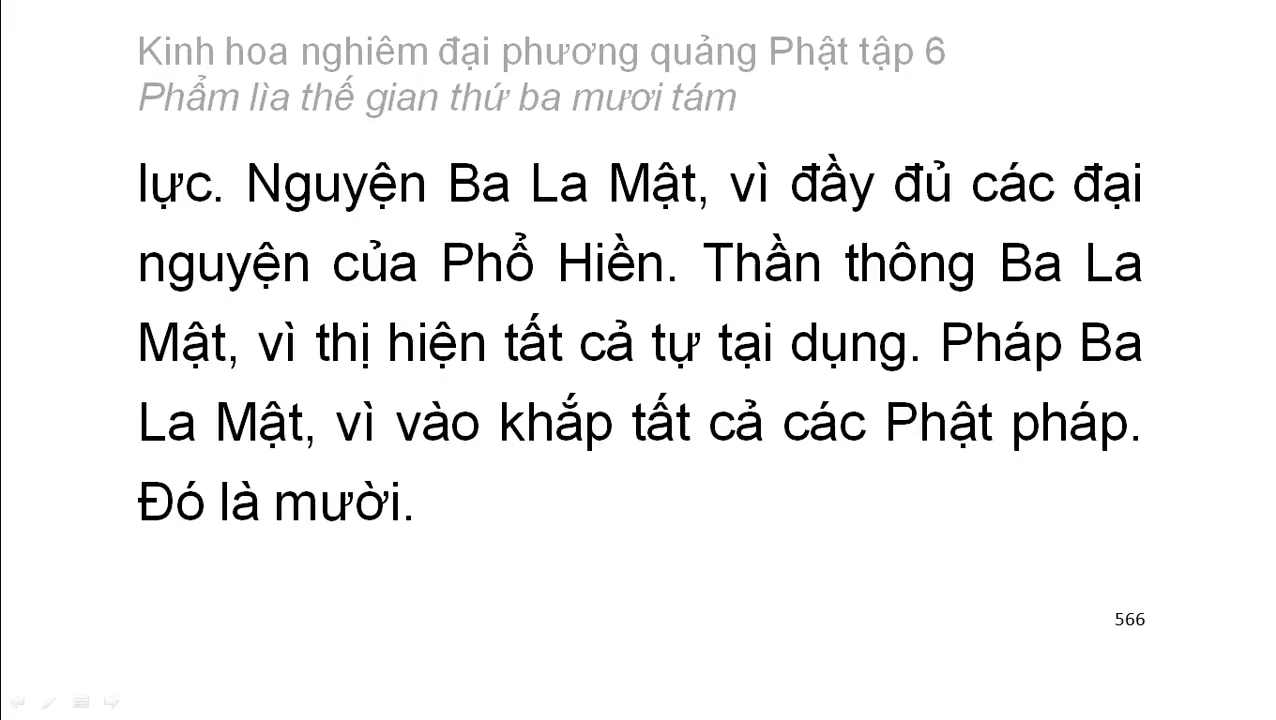 Kinh hoa nghiêm đại phương quảng Phật tập 6
Phẩm lìa thế gian thứ ba mươi tám
lực. Nguyện Ba La Mật, vì đầy đủ các đại
nguyện của Phổ Hiền. Thần thông Ba La
Mật, vì thị hiện tất cả tự tại dụng. Pháp Ba
La Mật, vì vào khắp tất cả các Phật pháp.
Đó là mười.
566